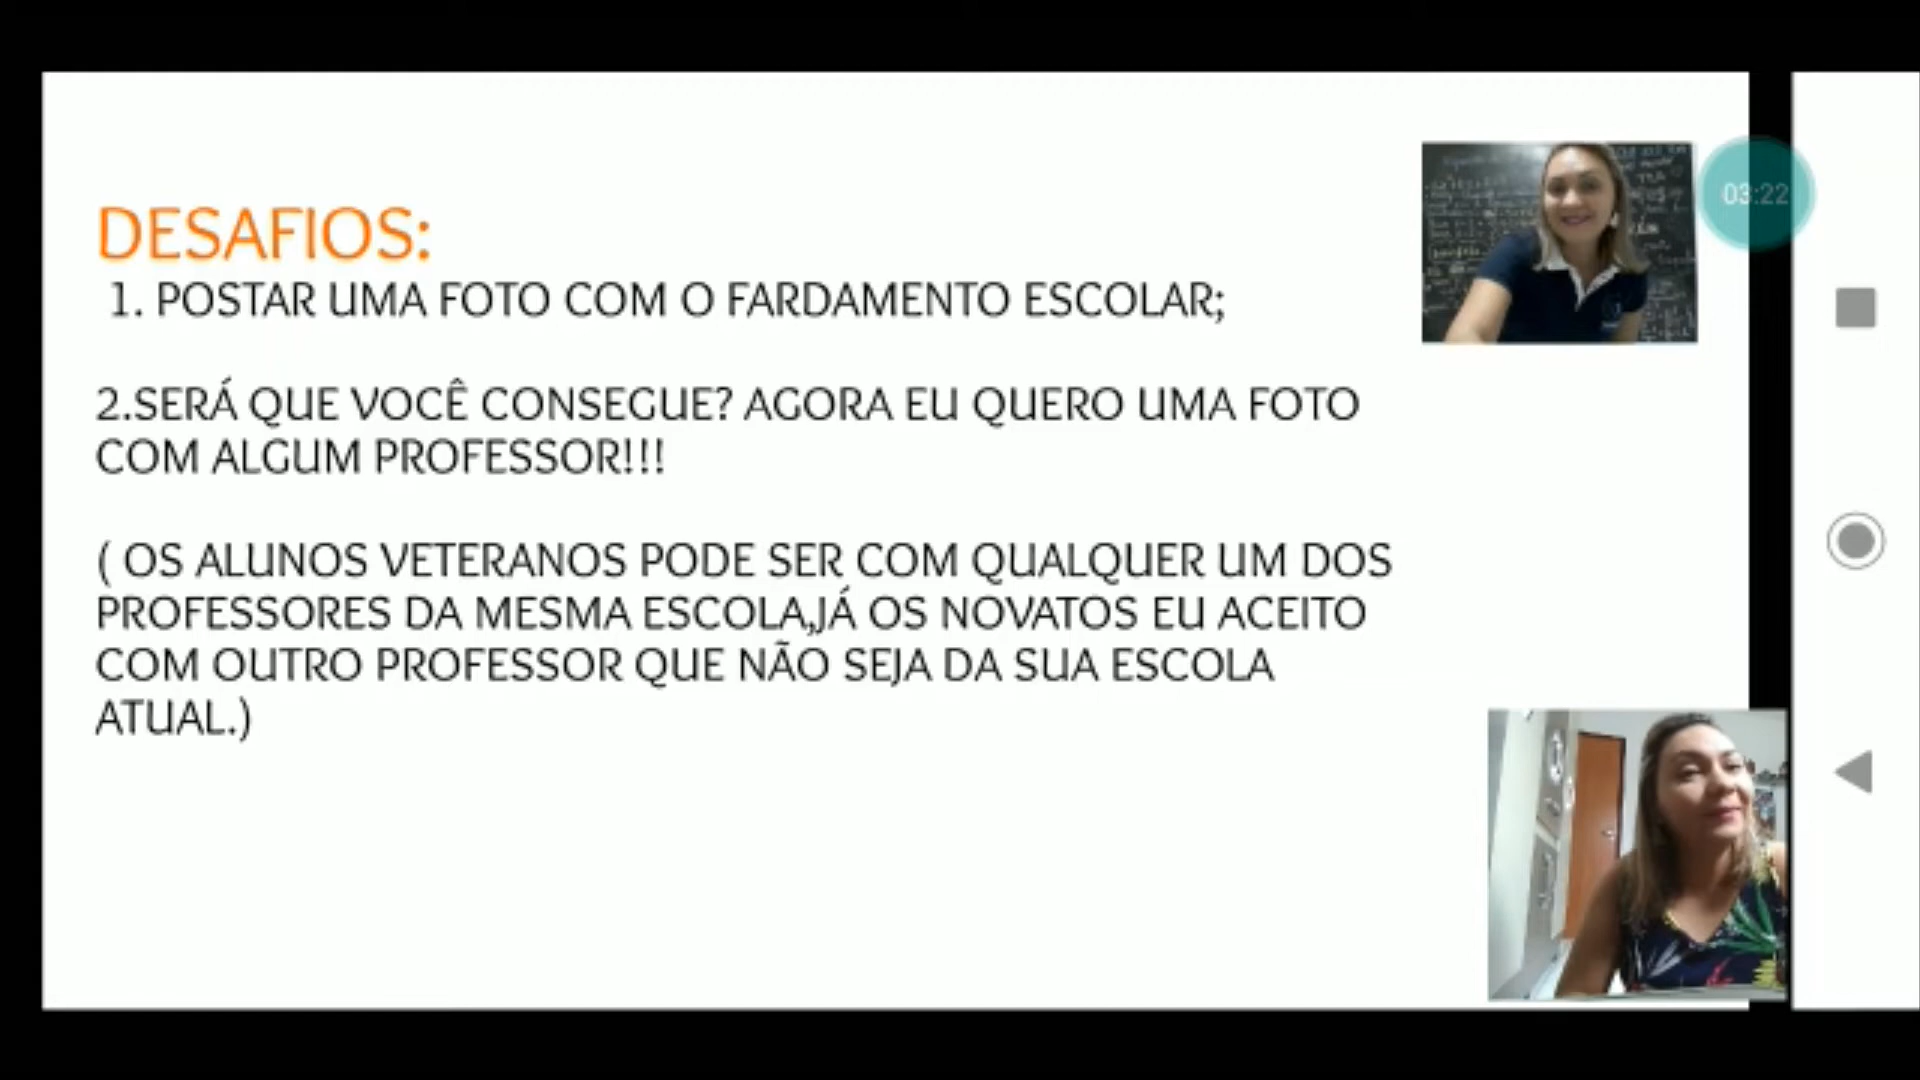 DESAFIOS:
1. POSTAR UMA FOTO COM O FARDAMENTO ESCOLAR;
2.SERÁ QUE VOCÊ CONSEGUE? AGORA EU QUERO UMA FOTO
COM ALGUM PROFESSOR!!!
( OS ALUNOS VETERANOS PODE SER COM QUALQUER UM DOS
PROFESSORES DA MESMA ESCOLA,JÁ OS NOVATOS EU ACEITO
COM OUTRO PROFESSOR QUE NÃO SEJA DA SUA ESCOLA
ATUAL.)
03:22